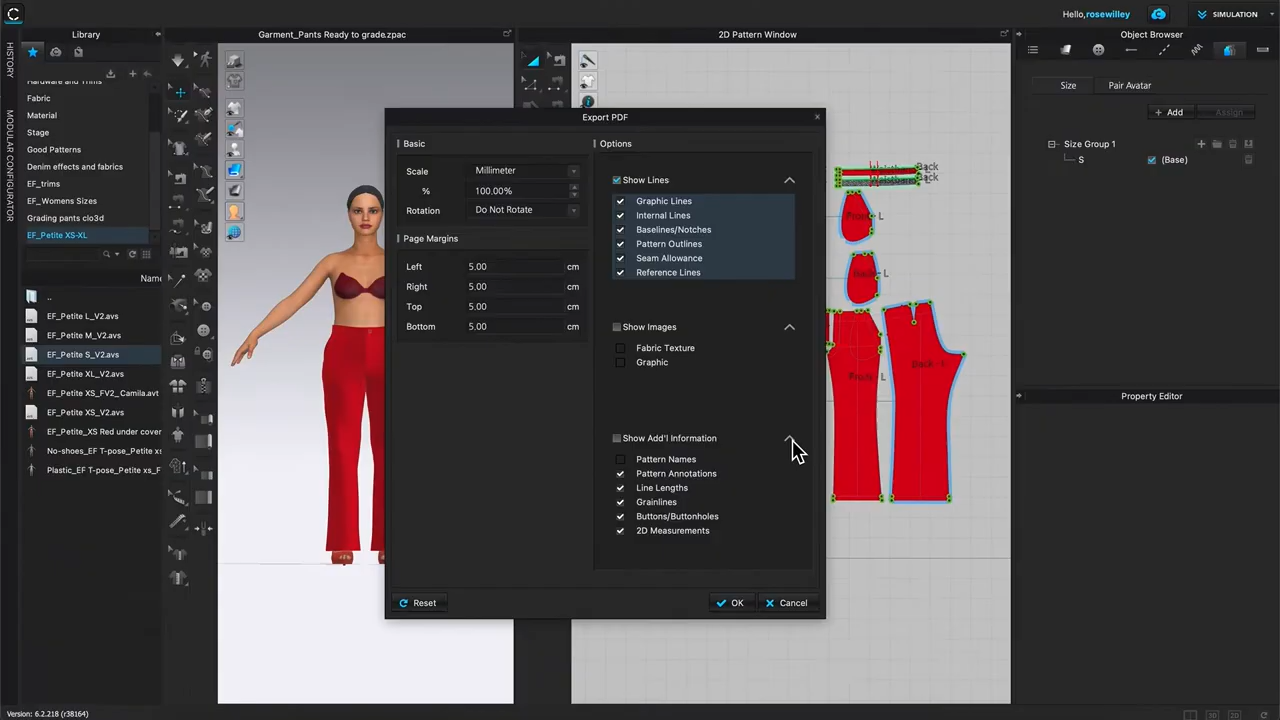 Hello,rosewilley
SIMULATION
HISTORY
MODULAR CONFIGURATOR
Library
Garment_Pants Ready to grade.zpac
2D Pattern Window
Object Browser
Hardware and Trims
Fabric
Material
Stage
Good Patterns
Denim effects and fabrics
EF_trims
EF_Womens Sizes
Grading pants clo3d
EF_Petite XS-XL
Name
..
EF_Petite L_V2.avs
EF_Petite M_V2.avs
EF_Petite S_V2.avs
EF_Petite XL_V2.avs
EF_Petite XS_FV2_Camila.avt
EF_Petite XS_V2.avs
EF_Petite_XS Red under cover
No-shoes_EF T-pose_Petite xs
Plastic_EF T-pose_Petite xs_F
Export PDF
Basic
Scale Millimeter
% 100.00%
Rotation Do Not Rotate
Page Margins
Left 5.00 cm
Right 5.00 cm
Top 5.00 cm
Bottom 5.00 cm
Options
Show Lines
Graphic Lines
Internal Lines
Baselines/Notches
Pattern Outlines
Seam Allowance
Reference Lines
Show Images
Fabric Texture
Graphic
Show Add'l Information
Pattern Names
Pattern Annotations
Line Lengths
Grainlines
Buttons/Buttonholes
2D Measurements
Reset
OK
Cancel
Back
Back
L
L
L
Back L
Size
Pair Avatar
Add
Assign
Size Group 1
S (Base)
Property Editor
Version: 6.2.218 (r38164)
3D
2D